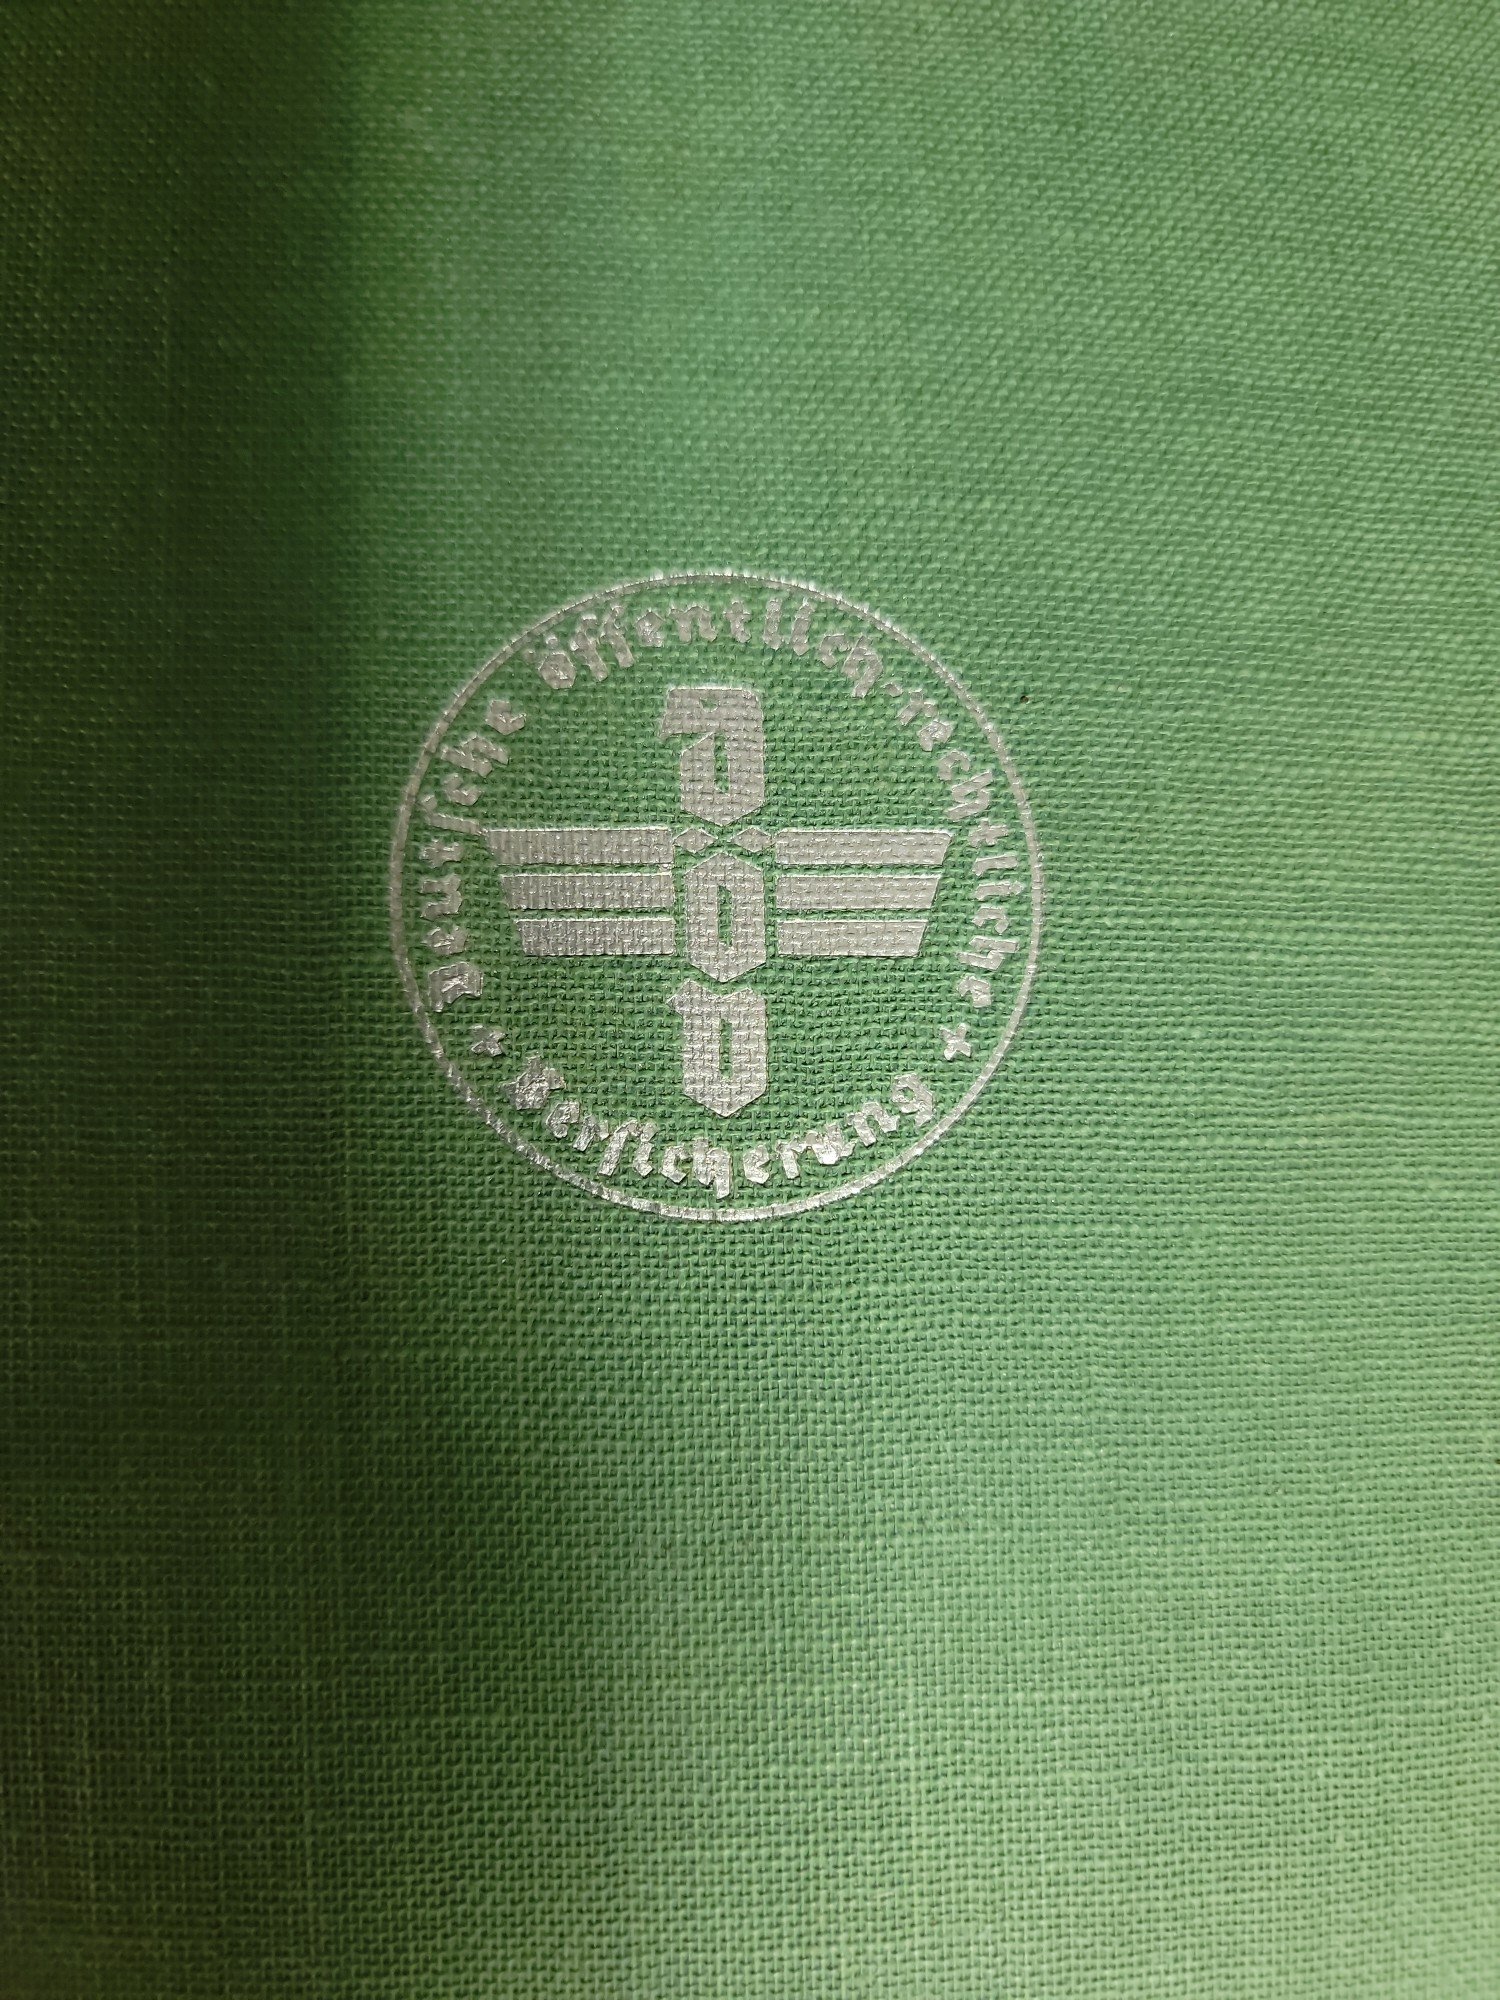 Deutsche öffentlich-rechtliche
Versicherung
D
Ö
V